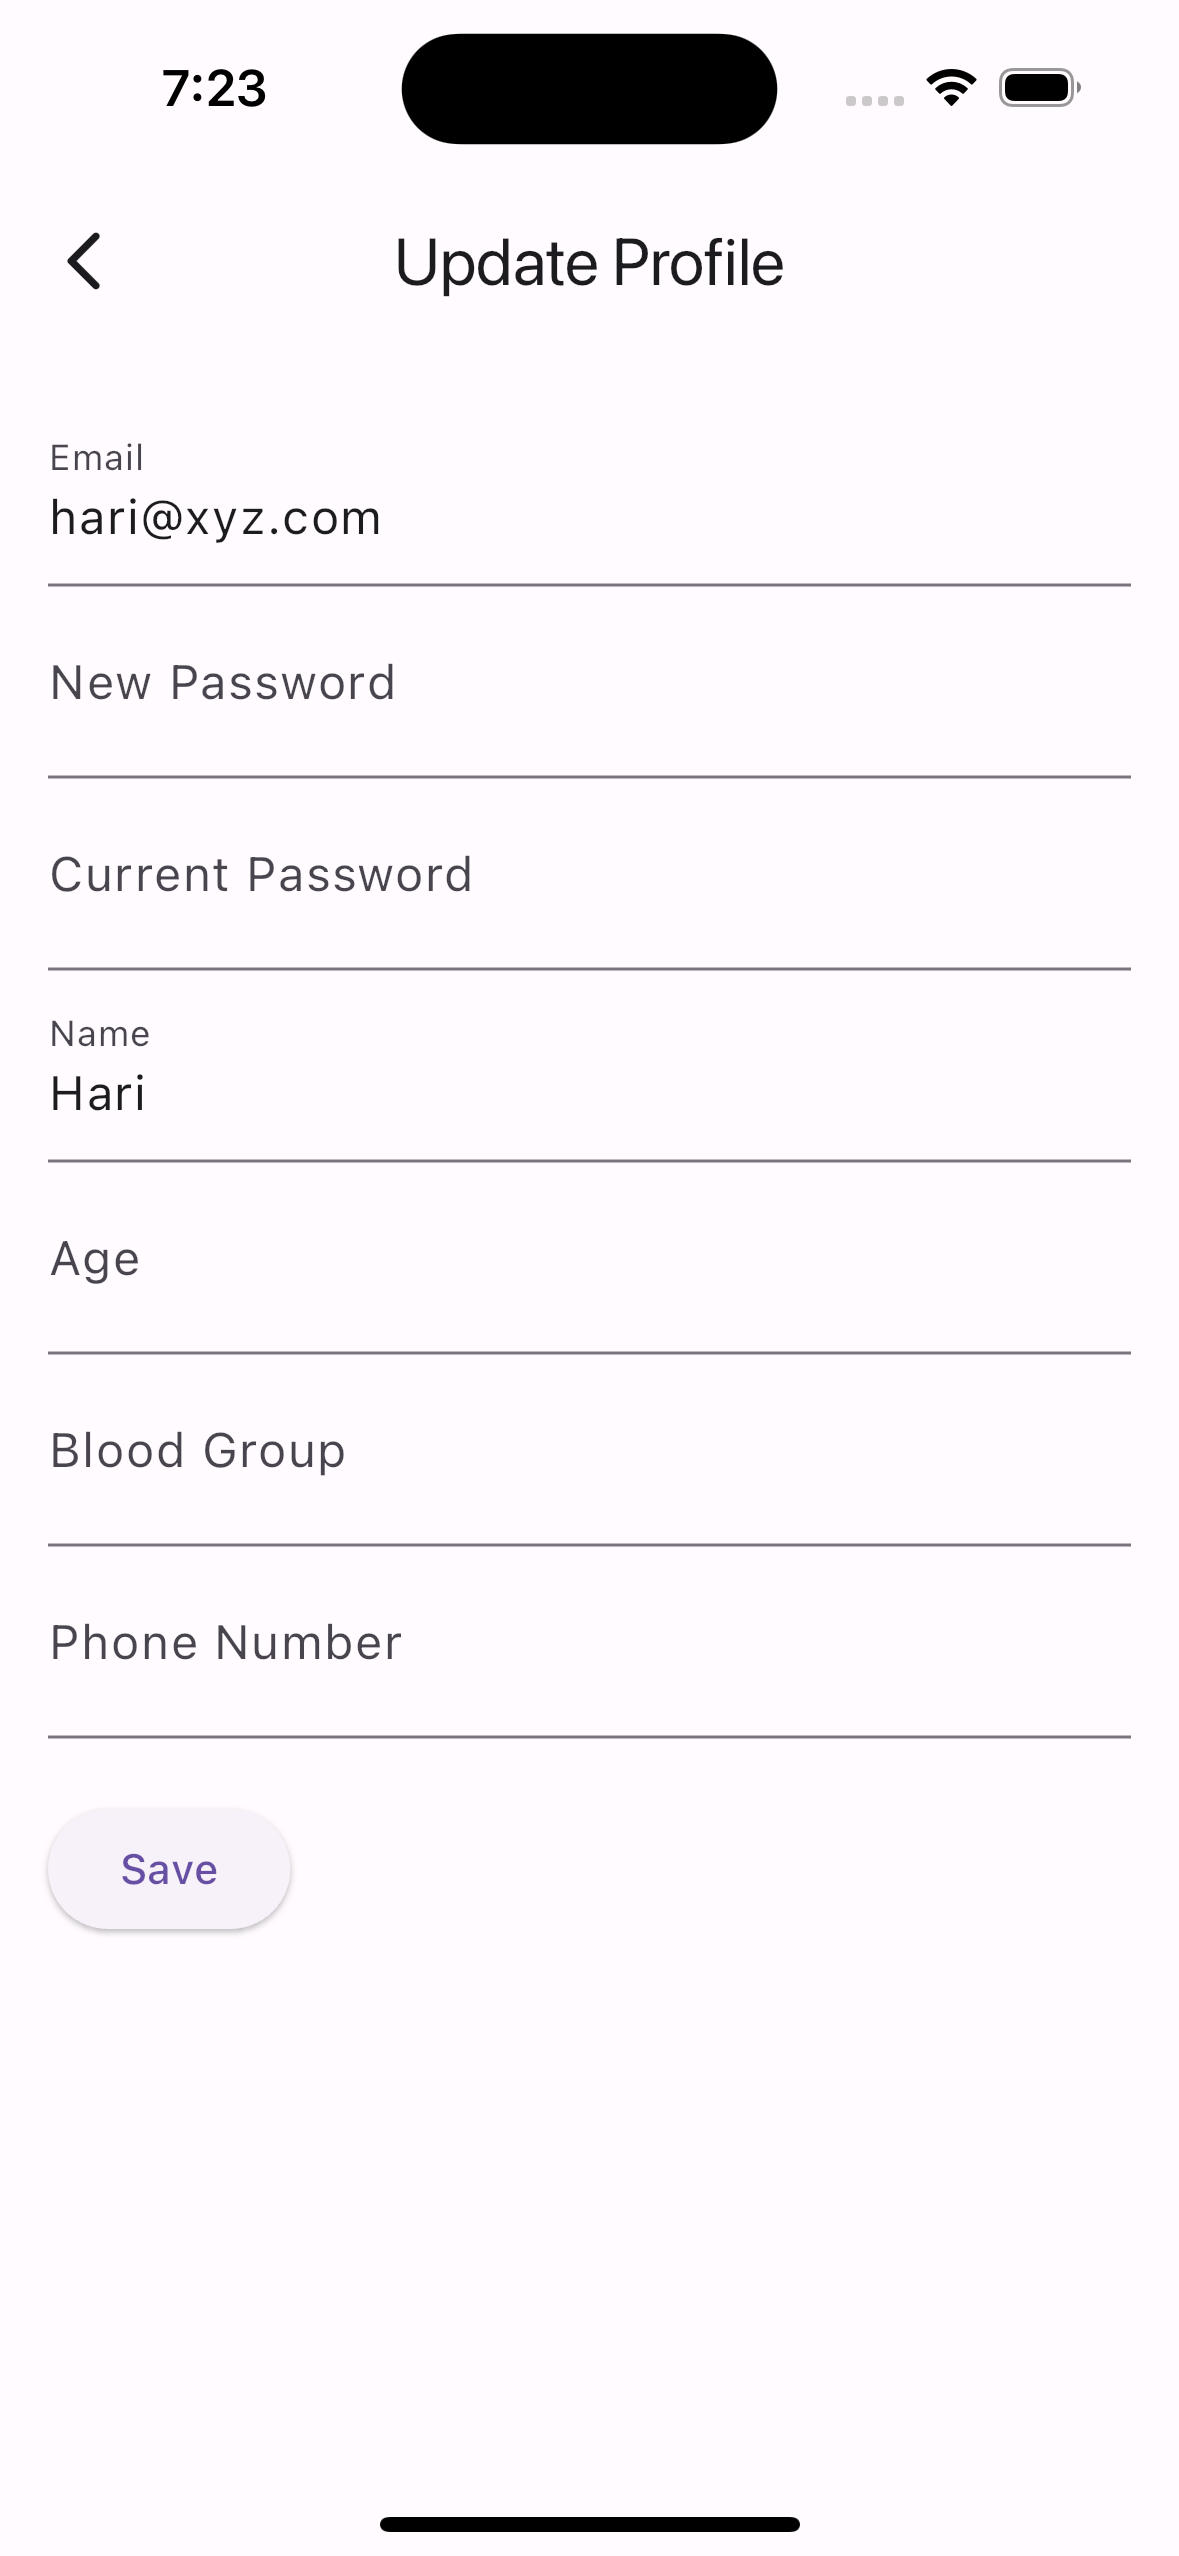 7:23
Update Profile
Email
hari@xyz.com
New Password
Current Password
Name
Hari
Age
Blood Group
Phone Number
Save